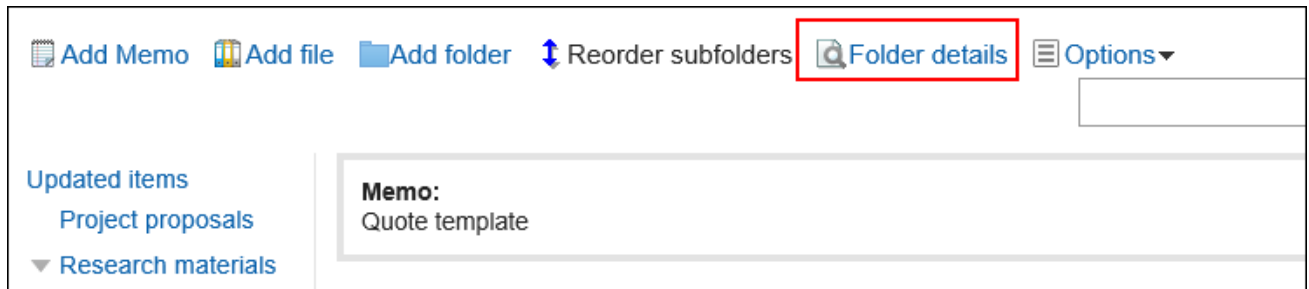 Add Memo Add file Add folder Reorder subfolders Folder details Options
Updated items
Project proposals
Research materials
Memo:
Quote template